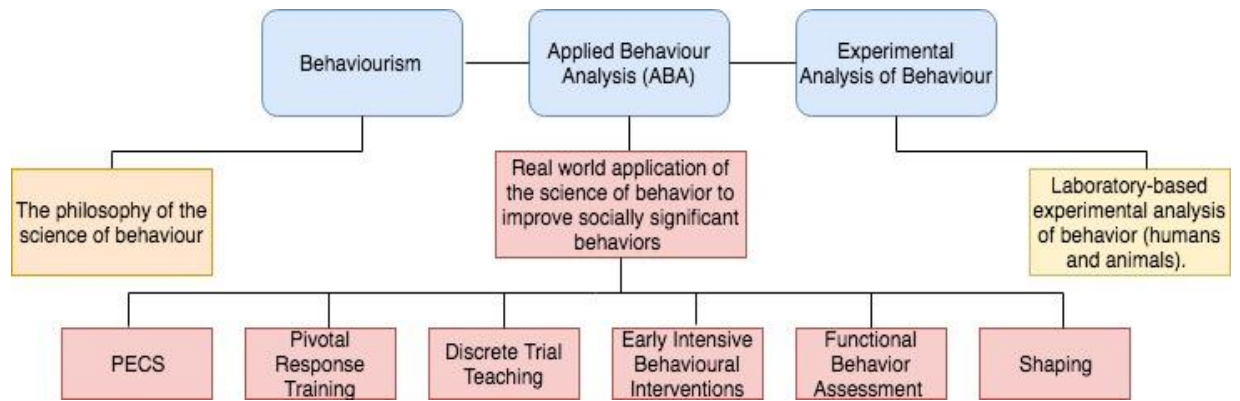 Behaviourism
Applied Behaviour
Analysis (ABA)
Experimental
Analysis of Behaviour
The philosophy of the
science of behaviour
Real world application of
the science of behavior to
improve socially significant
behaviors
Laboratory-based
experimental analysis
of behavior (humans
and animals).
PECS
Pivotal
Response
Training
Discrete Trial
Teaching
Early Intensive
Behavioural
Interventions
Functional
Behavior
Assessment
Shaping